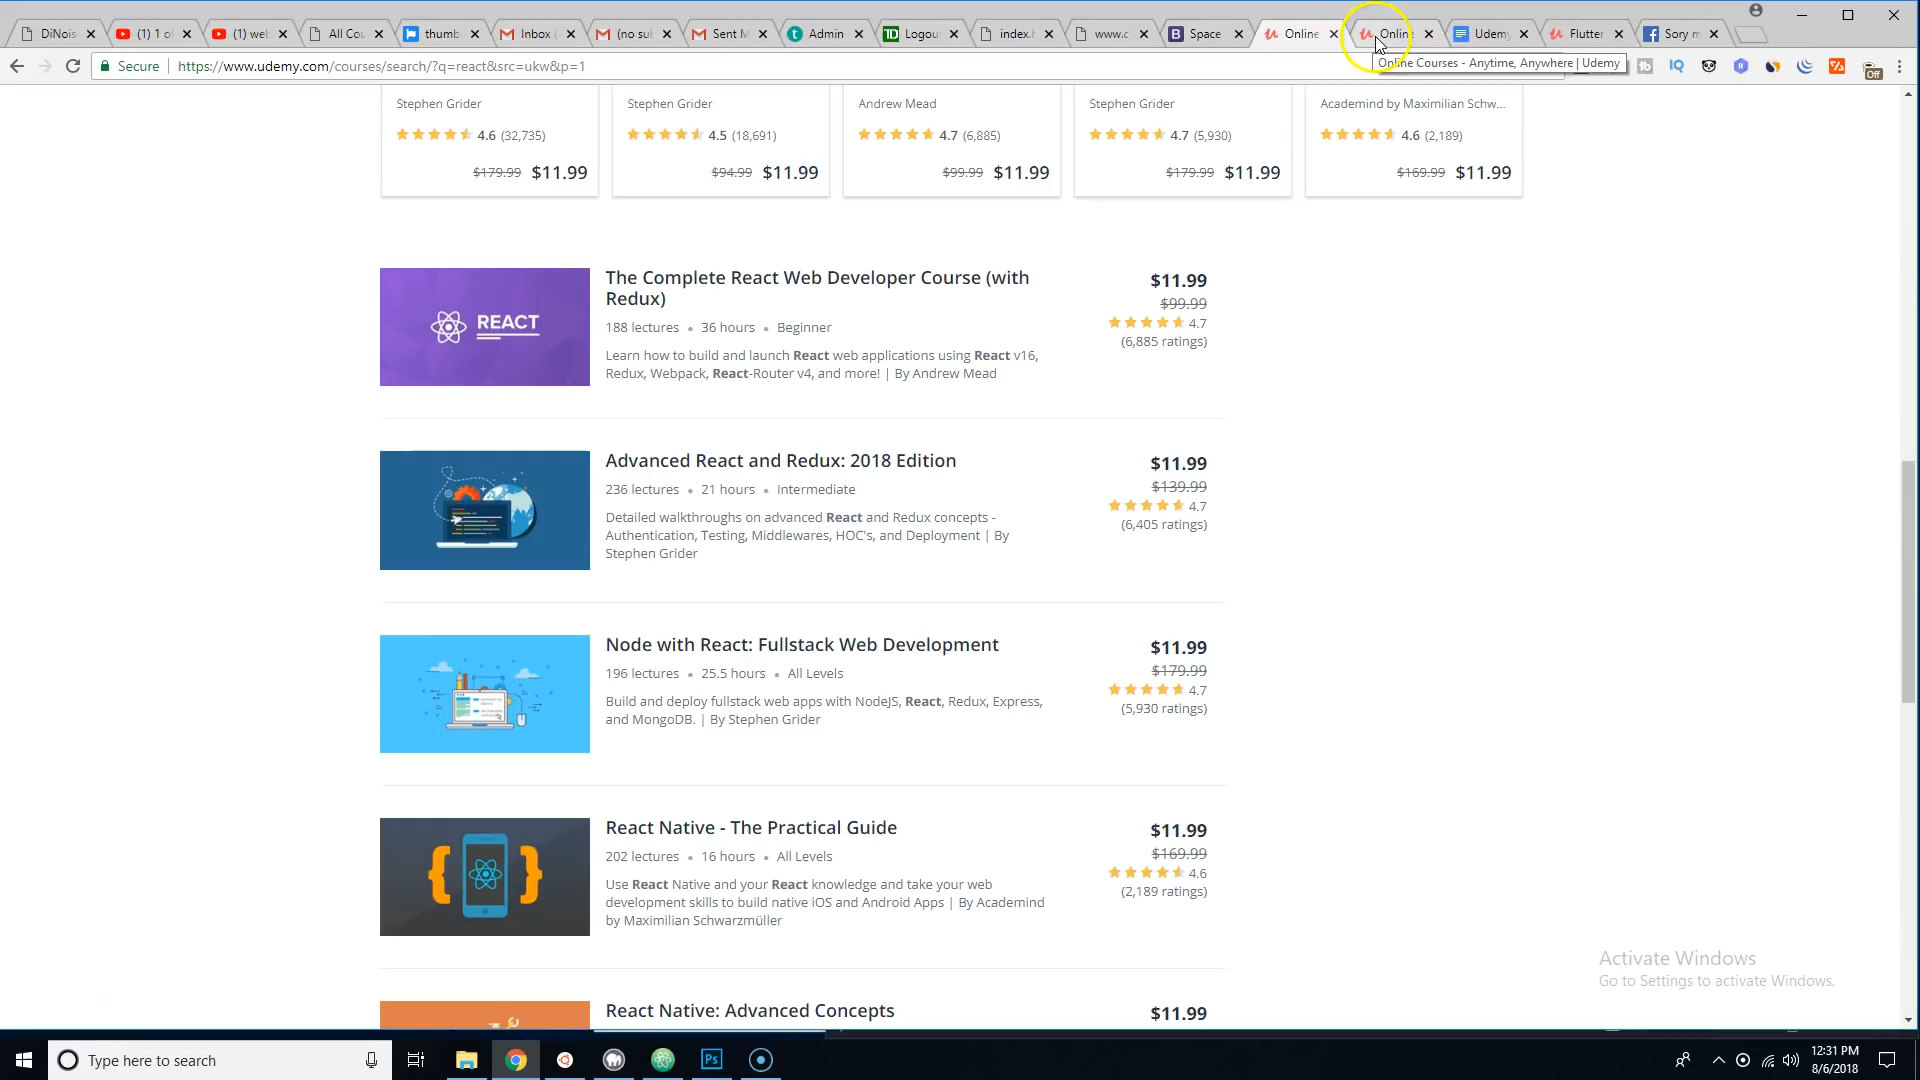 DiNois
(1) 1 o
(1) web
All Cou
thumb
Inbox (
(no sub
Sent M
Admin
TD
Logou
index.h
www.c
B
Space
Online
Online
Udemy
Flutter
Sory m
Secure
https://www.udemy.com/courses/search/?q=react&src=ukw&p=1
Online Courses - Anytime, Anywhere | Udemy
Off
Stephen Grider
4.6 (32,735)
$179.99 $11.99
Stephen Grider
4.5 (18,691)
$94.99 $11.99
Andrew Mead
4.7 (6,885)
$99.99 $11.99
Stephen Grider
4.7 (5,930)
$179.99 $11.99
Academind by Maximilian Schw...
4.6 (2,189)
$169.99 $11.99
REACT
The Complete React Web Developer Course (with
Redux)
188 lectures • 36 hours • Beginner
Learn how to build and launch React web applications using React v16,
Redux, Webpack, React-Router v4, and more! | By Andrew Mead
$11.99
$99.99
4.7
(6,885 ratings)
Advanced React and Redux: 2018 Edition
236 lectures • 21 hours • Intermediate
Detailed walkthroughs on advanced React and Redux concepts -
Authentication, Testing, Middlewares, HOC's, and Deployment | By
Stephen Grider
$11.99
$139.99
4.7
(6,405 ratings)
Node with React: Fullstack Web Development
196 lectures • 25.5 hours • All Levels
Build and deploy fullstack web apps with NodeJS, React, Redux, Express,
and MongoDB. | By Stephen Grider
$11.99
$179.99
4.7
(5,930 ratings)
React Native - The Practical Guide
202 lectures • 16 hours • All Levels
Use React Native and your React knowledge and take your web
development skills to build native iOS and Android Apps | By Academind
by Maximilian Schwarzmüller
$11.99
$169.99
4.6
(2,189 ratings)
React Native: Advanced Concepts
$11.99
Activate Windows
Go to Settings to activate Windows.
Type here to search
Ps
12:31 PM
8/6/2018